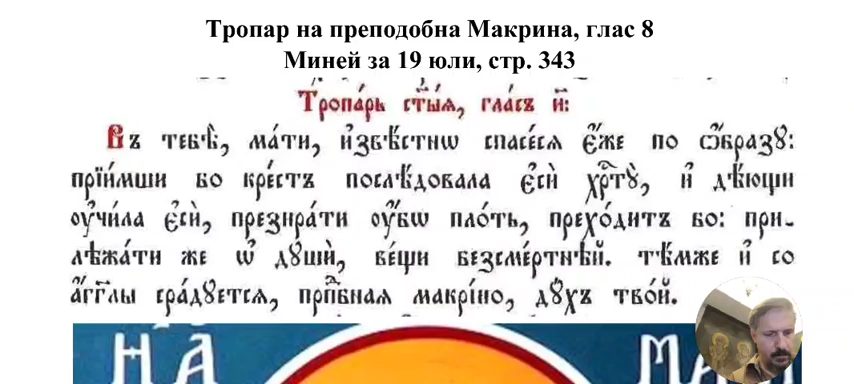 Тропар на преподобна Макрина, глас 8
Миней за 19 юли, стр. 343
Тропа́рь ст҃ы́ѧ, гла́съ и҃:
Въ тебѣ̀, ма́ти, и҆звѣ́стнѡ спасе́сѧ є҆́же по ѡ҆́бразꙋ:
прїи́мши бо кре́стъ послѣ́довала є҆сѝ хрⷭ҇тꙋ̀, и҆ дѣ́ющи
оу҆чи́ла є҆сѝ, презира́ти оу҆́бѡ пло́ть, прехо́дитъ бо: при-
лѣжа́ти же ѡ҆ дꙋшѝ, ве́щи безсме́ртнѣй. тѣ́мже и҆ со
а҆́гг҃лы сра́дꙋетсѧ, прпⷣбнаѧ макрі́но, дꙋ́хъ тво́й.